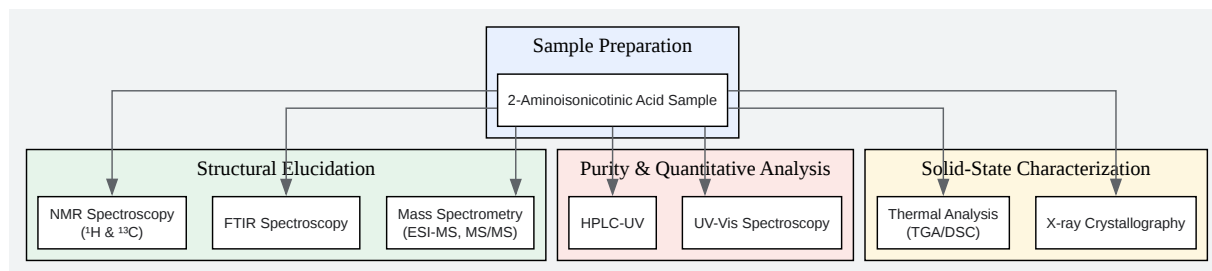 Sample Preparation
2-Aminoisonicotinic Acid Sample
Structural Elucidation
NMR Spectroscopy
(¹H & ¹³C)
FTIR Spectroscopy
Mass Spectrometry
(ESI-MS, MS/MS)
Purity & Quantitative Analysis
HPLC-UV
UV-Vis Spectroscopy
Solid-State Characterization
Thermal Analysis
(TGA/DSC)
X-ray Crystallography